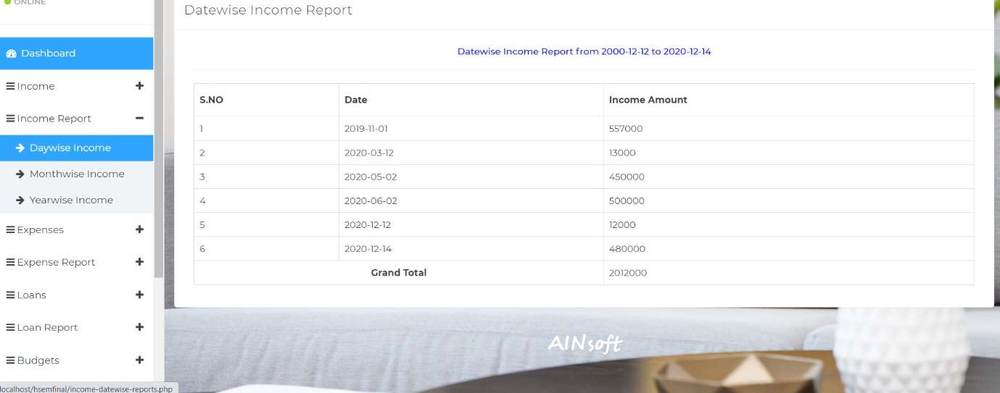 ONLINE
Datewise Income Report
Dashboard
Datewise Income Report from 2000-12-12 to 2020-12-14
Income
S.NO Date Income Amount
Income Report
1 2019-11-01 557000
Daywise Income
2 2020-03-12 13000
Monthwise Income
3 2020-05-02 450000
Yearwise Income
4 2020-06-02 500000
Expenses
5 2020-12-12 12000
6 2020-12-14 480000
Expense Report
Grand Total 2012000
Loans
Loan Report
AINsoft
Budgets
localhost/hsemfinal/income-datewise-reports.php